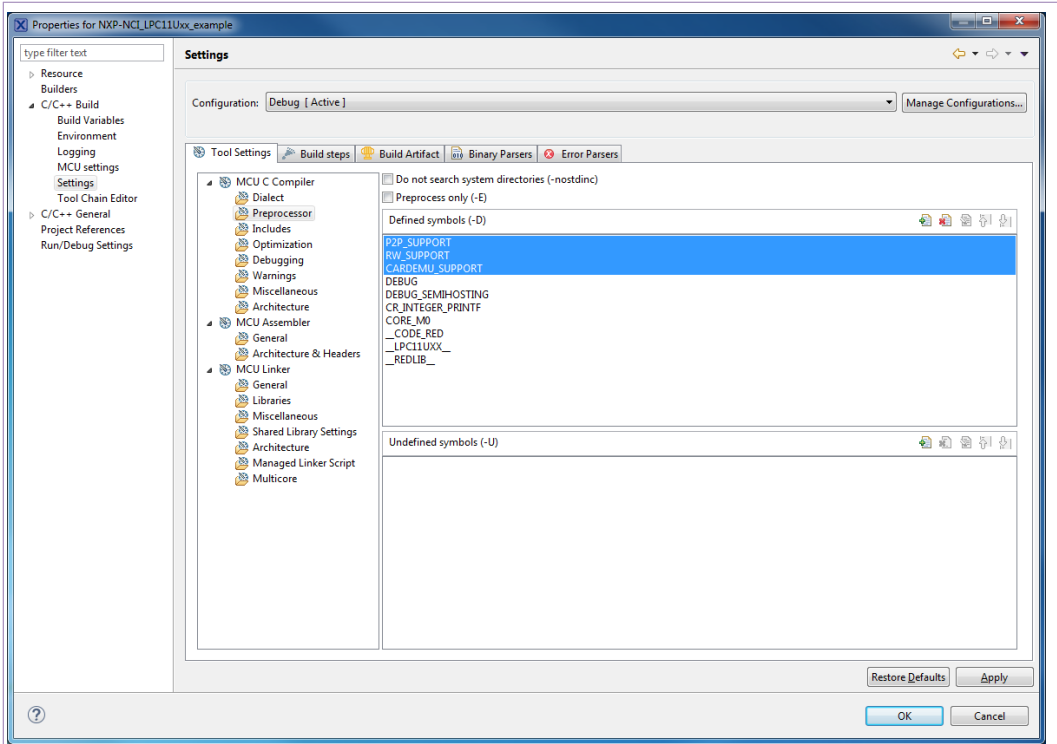 Properties for NXP-NCI_LPC11Uxx_example
type filter text
Resource
Builders
C/C++ Build
Build Variables
Environment
Logging
MCU settings
Settings
Tool Chain Editor
C/C++ General
Project References
Run/Debug Settings
Settings
Configuration: Debug [ Active ]
Manage Configurations...
Tool Settings Build steps Build Artifact Binary Parsers Error Parsers
MCU C Compiler
Dialect
Preprocessor
Includes
Optimization
Debugging
Warnings
Miscellaneous
Architecture
MCU Assembler
General
Architecture & Headers
MCU Linker
General
Libraries
Miscellaneous
Shared Library Settings
Architecture
Managed Linker Script
Multicore
Do not search system directories (-nostdinc)
Preprocess only (-E)
Defined symbols (-D)
P2P_SUPPORT
RW_SUPPORT
CARDEMU_SUPPORT
DEBUG
DEBUG_SEMIHOSTING
CR_INTEGER_PRINTF
CORE_M0
__CODE_RED
__LPC11UXX__
__REDLIB__
Undefined symbols (-U)
Restore Defaults Apply
OK Cancel